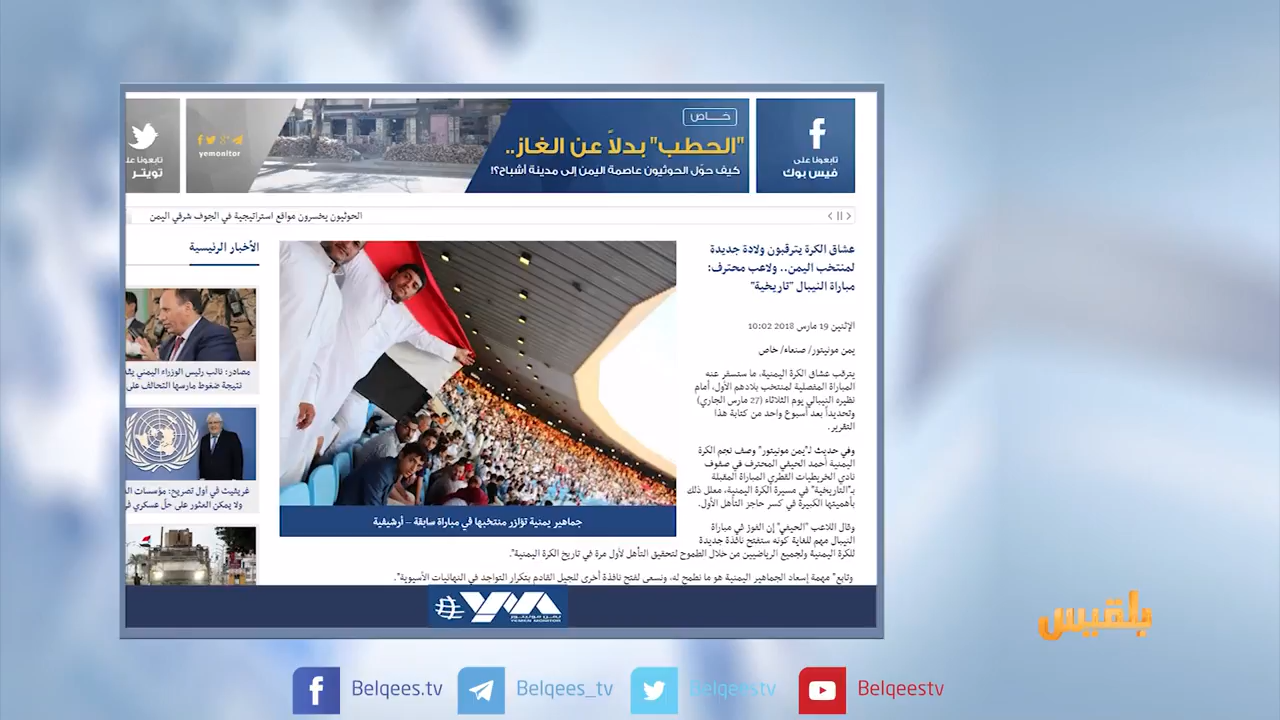 خاص
"الحطب" بدلاً عن الغاز..
كيف حوّل الحوثيون عاصمة اليمن إلى مدينة أشباح؟!
تابعونا على
فيس بوك
yemonitor
تويتر
الحوثيون يخسرون مواقع استراتيجية في الجوف شرقي اليمن
عشاق الكرة يترقبون ولادة جديدة
لمنتخب اليمن.. ولاعب محترف:
مباراة النيبال "تاريخية"
الإثنين 19 مارس 2018 10:02
يمن مونيتور/ صنعاء/ خاص
يترقب عشاق الكرة اليمنية، ما ستسفر عنه
المباراة المفصلية لمنتخب بلادهم الأول، أمام
نظيره النيبالي يوم الثلاثاء (27 مارس الجاري)
وتحديداً بعد أسبوع واحد من كتابة هذا
التقرير.
وفي حديث لـ"يمن مونيتور" وصف نجم الكرة
اليمنية أحمد الحيفي المحترف في صفوف
نادي الخريطيات القطري المباراة المقبلة
بـ"التاريخية" في مسيرة الكرة اليمنية، معلل ذلك
بأهميتها الكبيرة في كسر حاجز التأهل الأول.
وقال اللاعب "الحيفي" إن الفوز في مباراة
النيبال مهم للغاية كونه ستفتح نافذة جديدة
للكرة اليمنية ولجميع الرياضيين من خلال الطموح لتحقيق التأهل لأول مرة في تاريخ الكرة اليمنية".
وتابع" مهمة إسعاد الجماهير اليمنية هو ما نطمح له، ونسعى لفتح نافذة أخرى للجيل القادم بتكرار التواجد في النهائيات الآسيوية".
جماهير يمنية تؤازر منتخبها في مباراة سابقة – أرشيفية
الأخبار الرئيسية
مصادر: نائب رئيس الوزراء اليمني
نتيجة ضغوط مارسها التحالف على
غريفيث في أول تصريح: مؤسسات
ولا يمكن العثور على حلّ عسكري
يمن مونيتور
YEMEN MONITOR
بلقيس
Belqees.tv
Belqees_tv
Belqeestv
Belqeestv